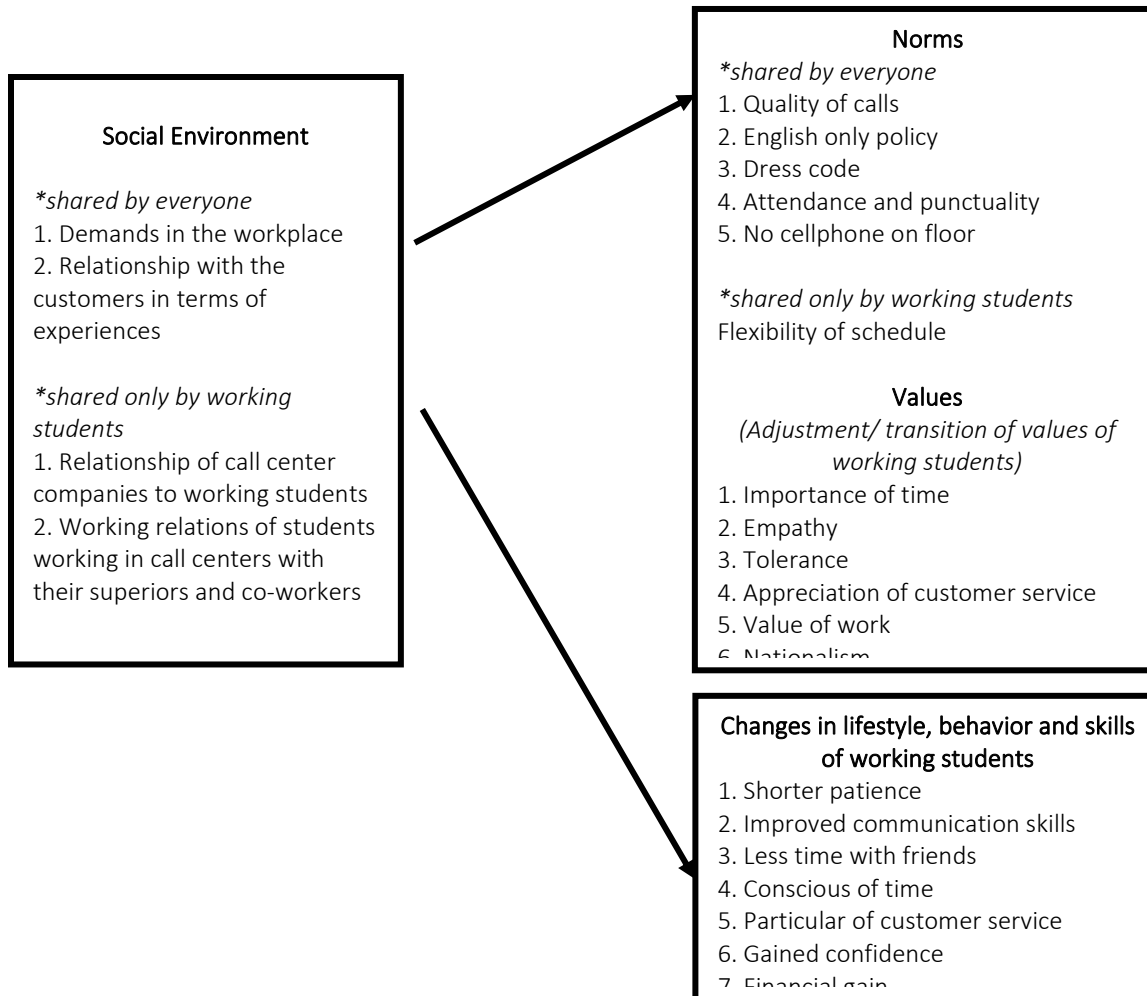 Social Environment
*shared by everyone
1. Demands in the workplace
2. Relationship with the
customers in terms of
experiences
*shared only by working
students
1. Relationship of call center
companies to working students
2. Working relations of students
working in call centers with
their superiors and co-workers
Norms
*shared by everyone
1. Quality of calls
2. English only policy
3. Dress code
4. Attendance and punctuality
5. No cellphone on floor
*shared only by working students
Flexibility of schedule
Values
(Adjustment/ transition of values of
working students)
1. Importance of time
2. Empathy
3. Tolerance
4. Appreciation of customer service
5. Value of work
6. Nationalism
Changes in lifestyle, behavior and skills
of working students
1. Shorter patience
2. Improved communication skills
3. Less time with friends
4. Conscious of time
5. Particular of customer service
6. Gained confidence
7. Financial gain